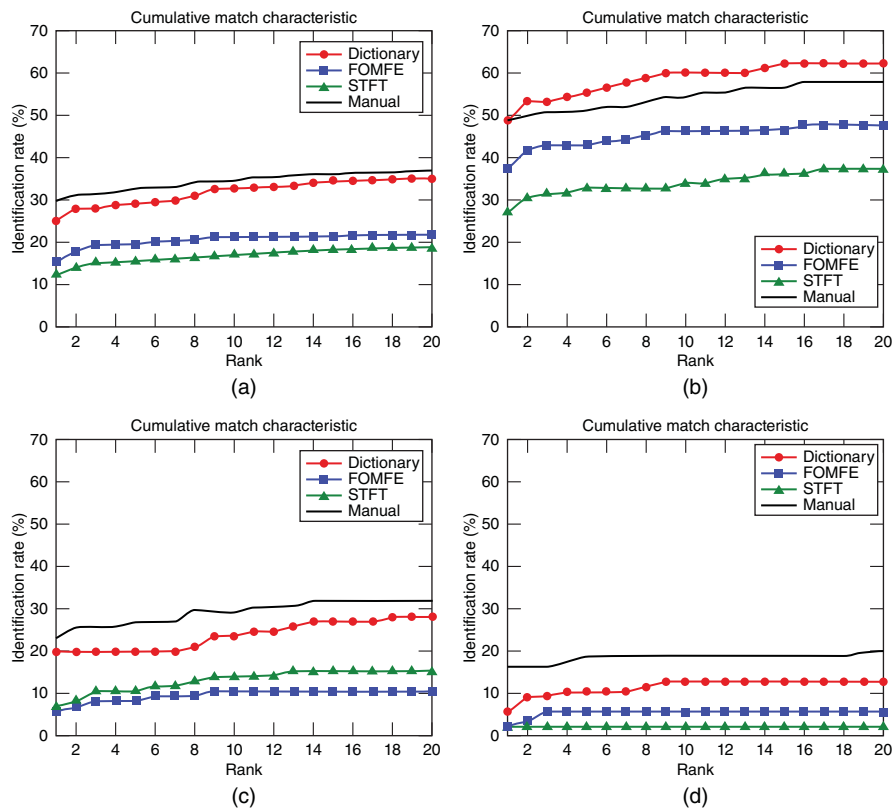 Cumulative match characteristic
70
60
50
40
30
20
10
0
Identification rate (%)
Dictionary
FOMFE
STFT
Manual
2 4 6 8 10 12 14 16 18 20
Rank
(a)
Cumulative match characteristic
70
60
50
40
30
20
10
0
Identification rate (%)
Dictionary
FOMFE
STFT
Manual
2 4 6 8 10 12 14 16 18 20
Rank
(b)
Cumulative match characteristic
70
60
50
40
30
20
10
0
Identification rate (%)
Dictionary
FOMFE
STFT
Manual
2 4 6 8 10 12 14 16 18 20
Rank
(c)
Cumulative match characteristic
70
60
50
40
30
20
10
0
Identification rate (%)
Dictionary
FOMFE
STFT
Manual
2 4 6 8 10 12 14 16 18 20
Rank
(d)